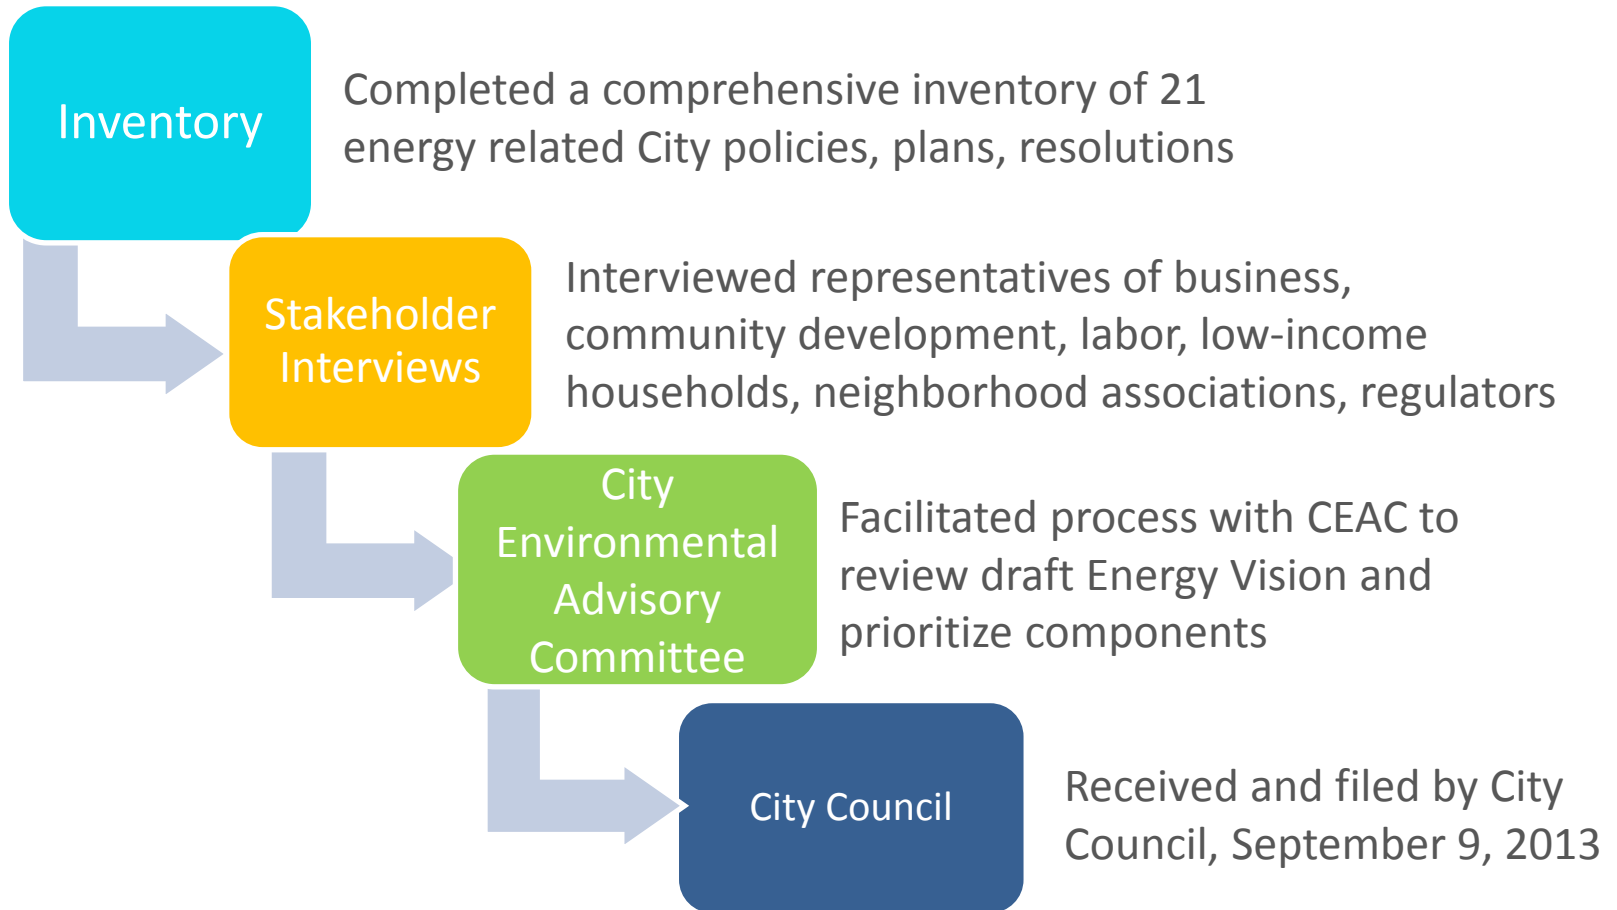 Inventory
Completed a comprehensive inventory of 21
energy related City policies, plans, resolutions
Stakeholder
Interviews
Interviewed representatives of business,
community development, labor, low-income
households, neighborhood associations, regulators
City
Environmental
Advisory
Committee
Facilitated process with CEAC to
review draft Energy Vision and
prioritize components
City Council
Received and filed by City
Council, September 9, 2013